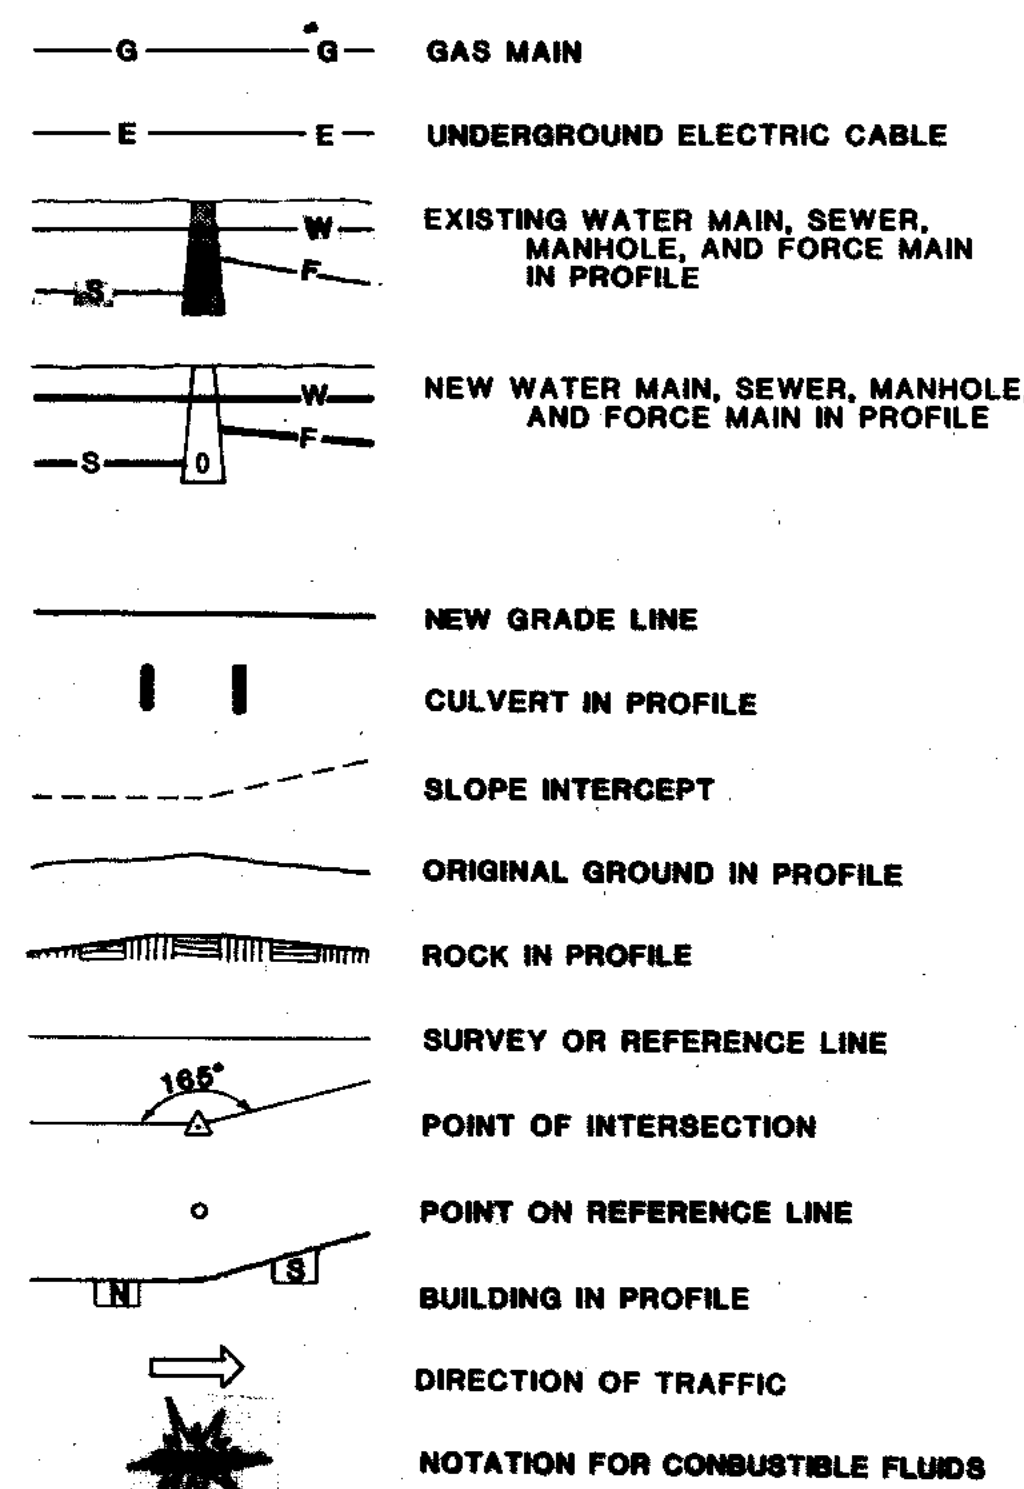 G G GAS MAIN
E E UNDERGROUND ELECTRIC CABLE
EXISTING WATER MAIN, SEWER,
W
MANHOLE, AND FORCE MAIN
F
IN PROFILE
S
NEW WATER MAIN, SEWER, MANHOLE
W
AND FORCE MAIN IN PROFILE
F
S 0
NEW GRADE LINE
CULVERT IN PROFILE
SLOPE INTERCEPT
ORIGINAL GROUND IN PROFILE
ROCK IN PROFILE
SURVEY OR REFERENCE LINE
165°
POINT OF INTERSECTION
POINT ON REFERENCE LINE
S
N
BUILDING IN PROFILE
DIRECTION OF TRAFFIC
NOTATION FOR CONBUSTIBLE FLUIDS